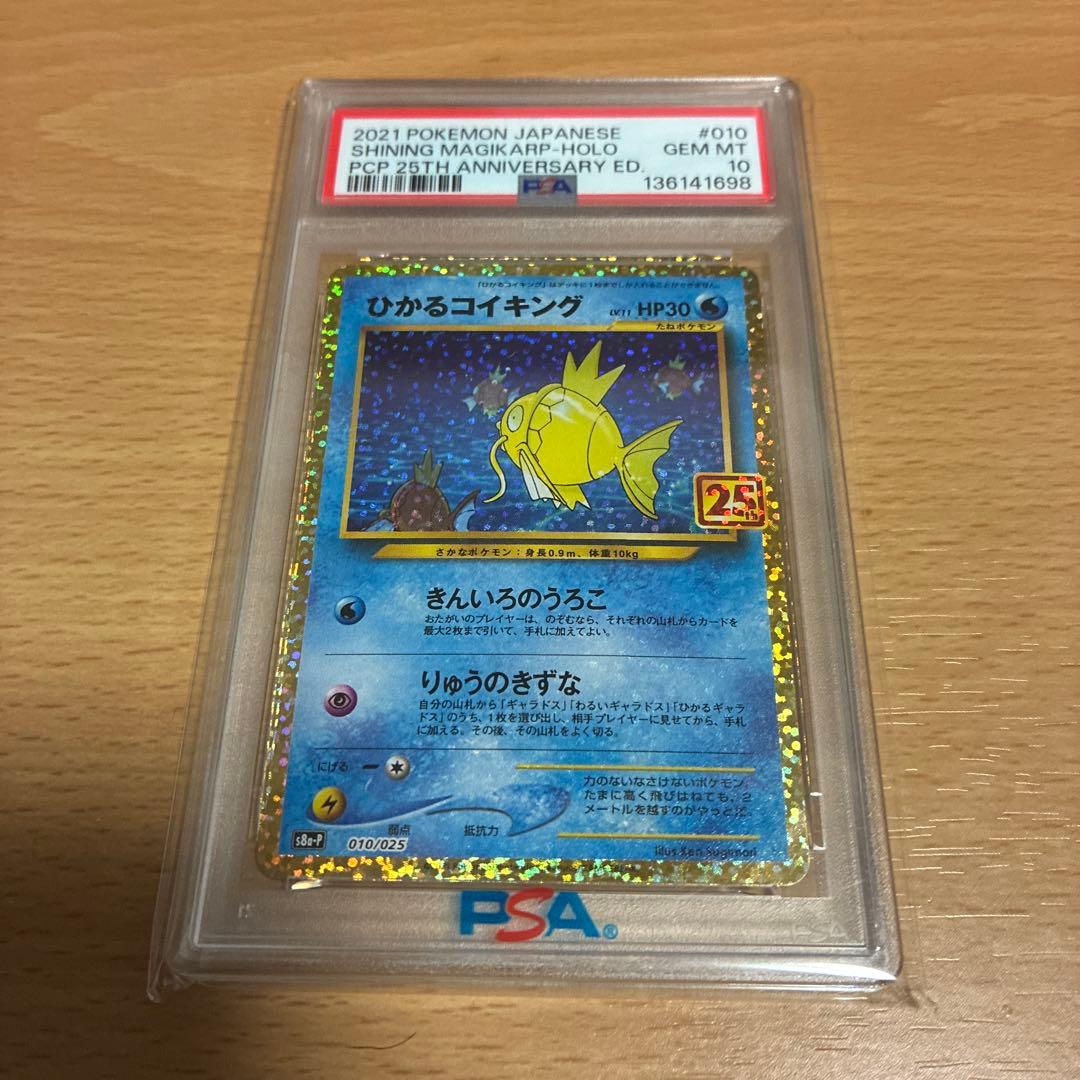 2021 POKEMON JAPANESE #010
SHINING MAGIKARP-HOLO GEM MT
PCP 25TH ANNIVERSARY ED. 10
PSA 136141698
「ひかるコイキング」はデッキに1枚までしか入れることができません。
ひかるコイキング LV.11 HP30
たねポケモン
25th
さかなポケモン:身長0.9m、体重10kg
きんいろのうろこ
おたがいのプレイヤーは、のぞむなら、それぞれの山札からカードを
最大2枚まで引いて、手札に加えてよい。
りゅうのきずな
自分の山札から「ギャラドス」「わるいギャラドス」「ひかるギャラ
ドス」のうち、1枚を選び出し、相手プレイヤーに見せてから、手札
に加える。その後、その山札をよく切る。
にげる
力のないなさけないポケモン。
たまに高く飛びはねても、2
メートルを越すのがやっとだ。
弱点 抵抗力
s8a-P 010/025
Illus.Ken Sugimori
PSA®